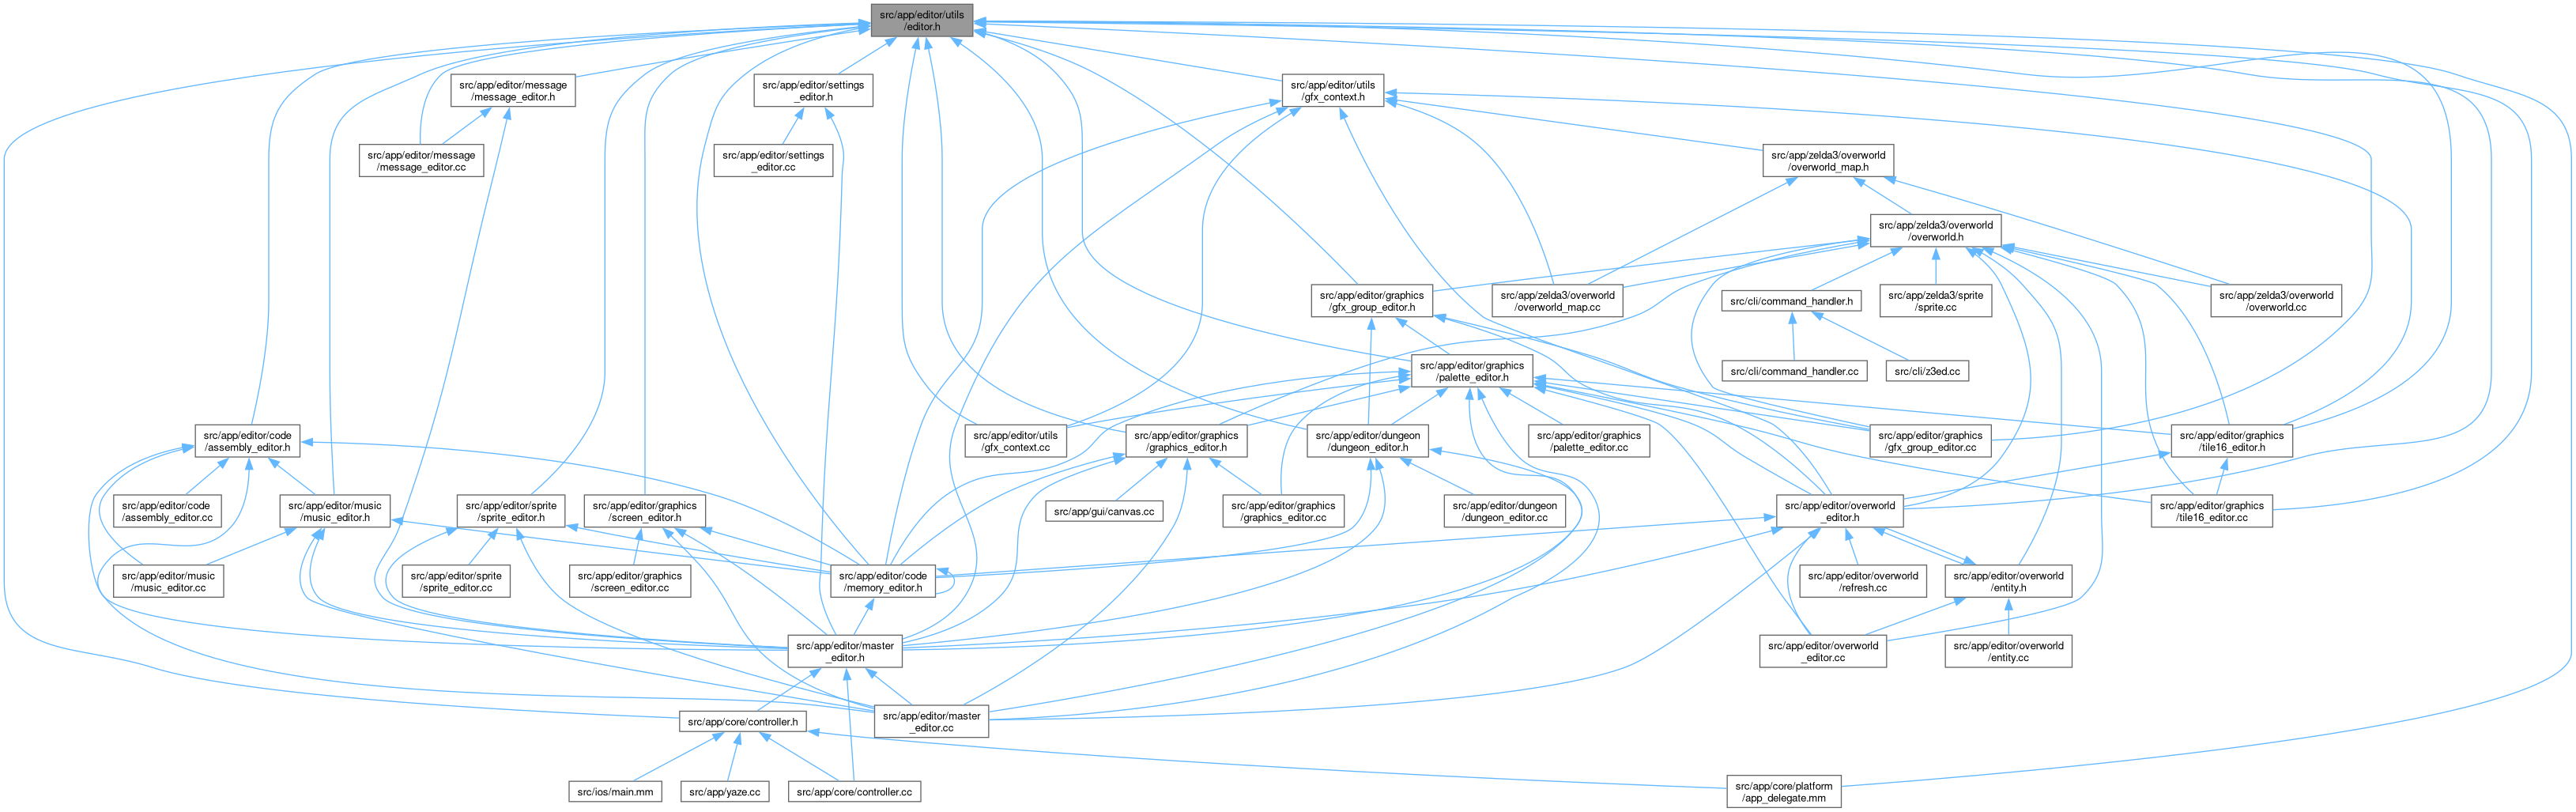 src/app/editor/utils
/editor.h
src/app/editor/message
/message_editor.h
src/app/editor/settings
_editor.h
src/app/editor/utils
/gfx_context.h
src/app/editor/message
/message_editor.cc
src/app/editor/settings
_editor.cc
src/app/zelda3/overworld
/overworld_map.h
src/app/zelda3/overworld
/overworld.h
src/app/editor/graphics
/gfx_group_editor.h
src/app/zelda3/overworld
/overworld_map.cc
src/cli/command_handler.h
src/app/zelda3/sprite
/sprite.cc
src/app/zelda3/overworld
/overworld.cc
src/app/editor/graphics
/palette_editor.h
src/cli/command_handler.cc
src/cli/z3ed.cc
src/app/editor/code
/assembly_editor.h
src/app/editor/utils
/gfx_context.cc
src/app/editor/graphics
/graphics_editor.h
src/app/editor/dungeon
/dungeon_editor.h
src/app/editor/graphics
/palette_editor.cc
src/app/editor/graphics
/gfx_group_editor.cc
src/app/editor/graphics
/tile16_editor.h
src/app/editor/code
/assembly_editor.cc
src/app/editor/music
/music_editor.h
src/app/editor/sprite
/sprite_editor.h
src/app/editor/graphics
/screen_editor.h
src/app/gui/canvas.cc
src/app/editor/graphics
/graphics_editor.cc
src/app/editor/dungeon
/dungeon_editor.cc
src/app/editor/overworld
_editor.h
src/app/editor/graphics
/tile16_editor.cc
src/app/editor/music
/music_editor.cc
src/app/editor/sprite
/sprite_editor.cc
src/app/editor/graphics
/screen_editor.cc
src/app/editor/code
/memory_editor.h
src/app/editor/overworld
/refresh.cc
src/app/editor/overworld
/entity.h
src/app/editor/master
_editor.h
src/app/editor/overworld
_editor.cc
src/app/editor/overworld
/entity.cc
src/app/core/controller.h
src/app/editor/master
_editor.cc
src/ios/main.mm
src/app/yaze.cc
src/app/core/controller.cc
src/app/core/platform
/app_delegate.mm